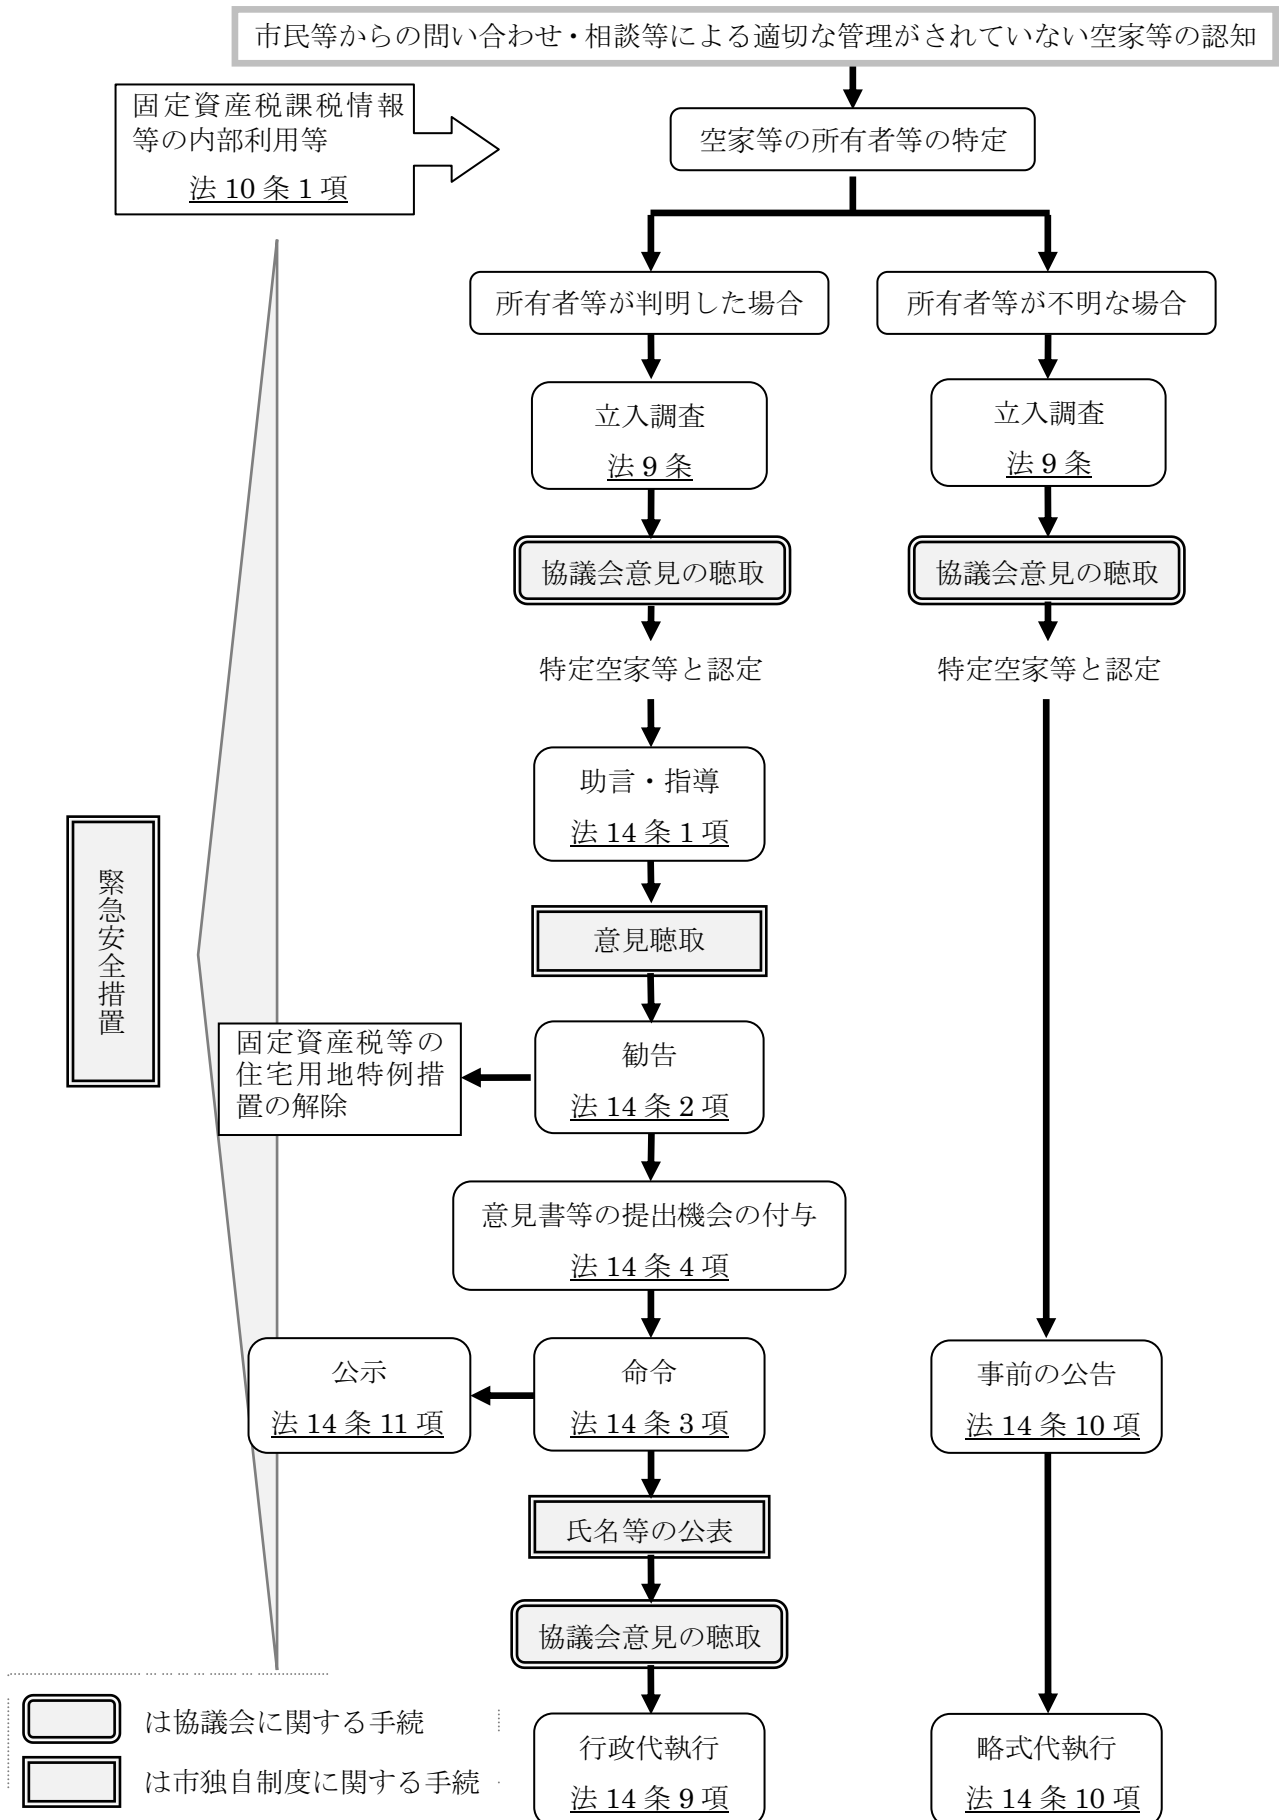 市民等からの問い合わせ・相談等による適切な管理がされていない空家等の認知
固定資産税課税情報
等の内部利用等
法 10 条 1 項
空家等の所有者等の特定
所有者等が判明した場合
所有者等が不明な場合
立入調査
法 9 条
立入調査
法 9 条
協議会意見の聴取
協議会意見の聴取
特定空家等と認定
特定空家等と認定
助言・指導
法 14 条 1 項
緊急安全措置
意見聴取
固定資産税等の
住宅用地特例措
置の解除
勧告
法 14 条 2 項
意見書等の提出機会の付与
法 14 条 4 項
公示
法 14 条 11 項
命令
法 14 条 3 項
事前の公告
法 14 条 10 項
氏名等の公表
協議会意見の聴取
は協議会に関する手続
は市独自制度に関する手続
行政代執行
法 14 条 9 項
略式代執行
法 14 条 10 項